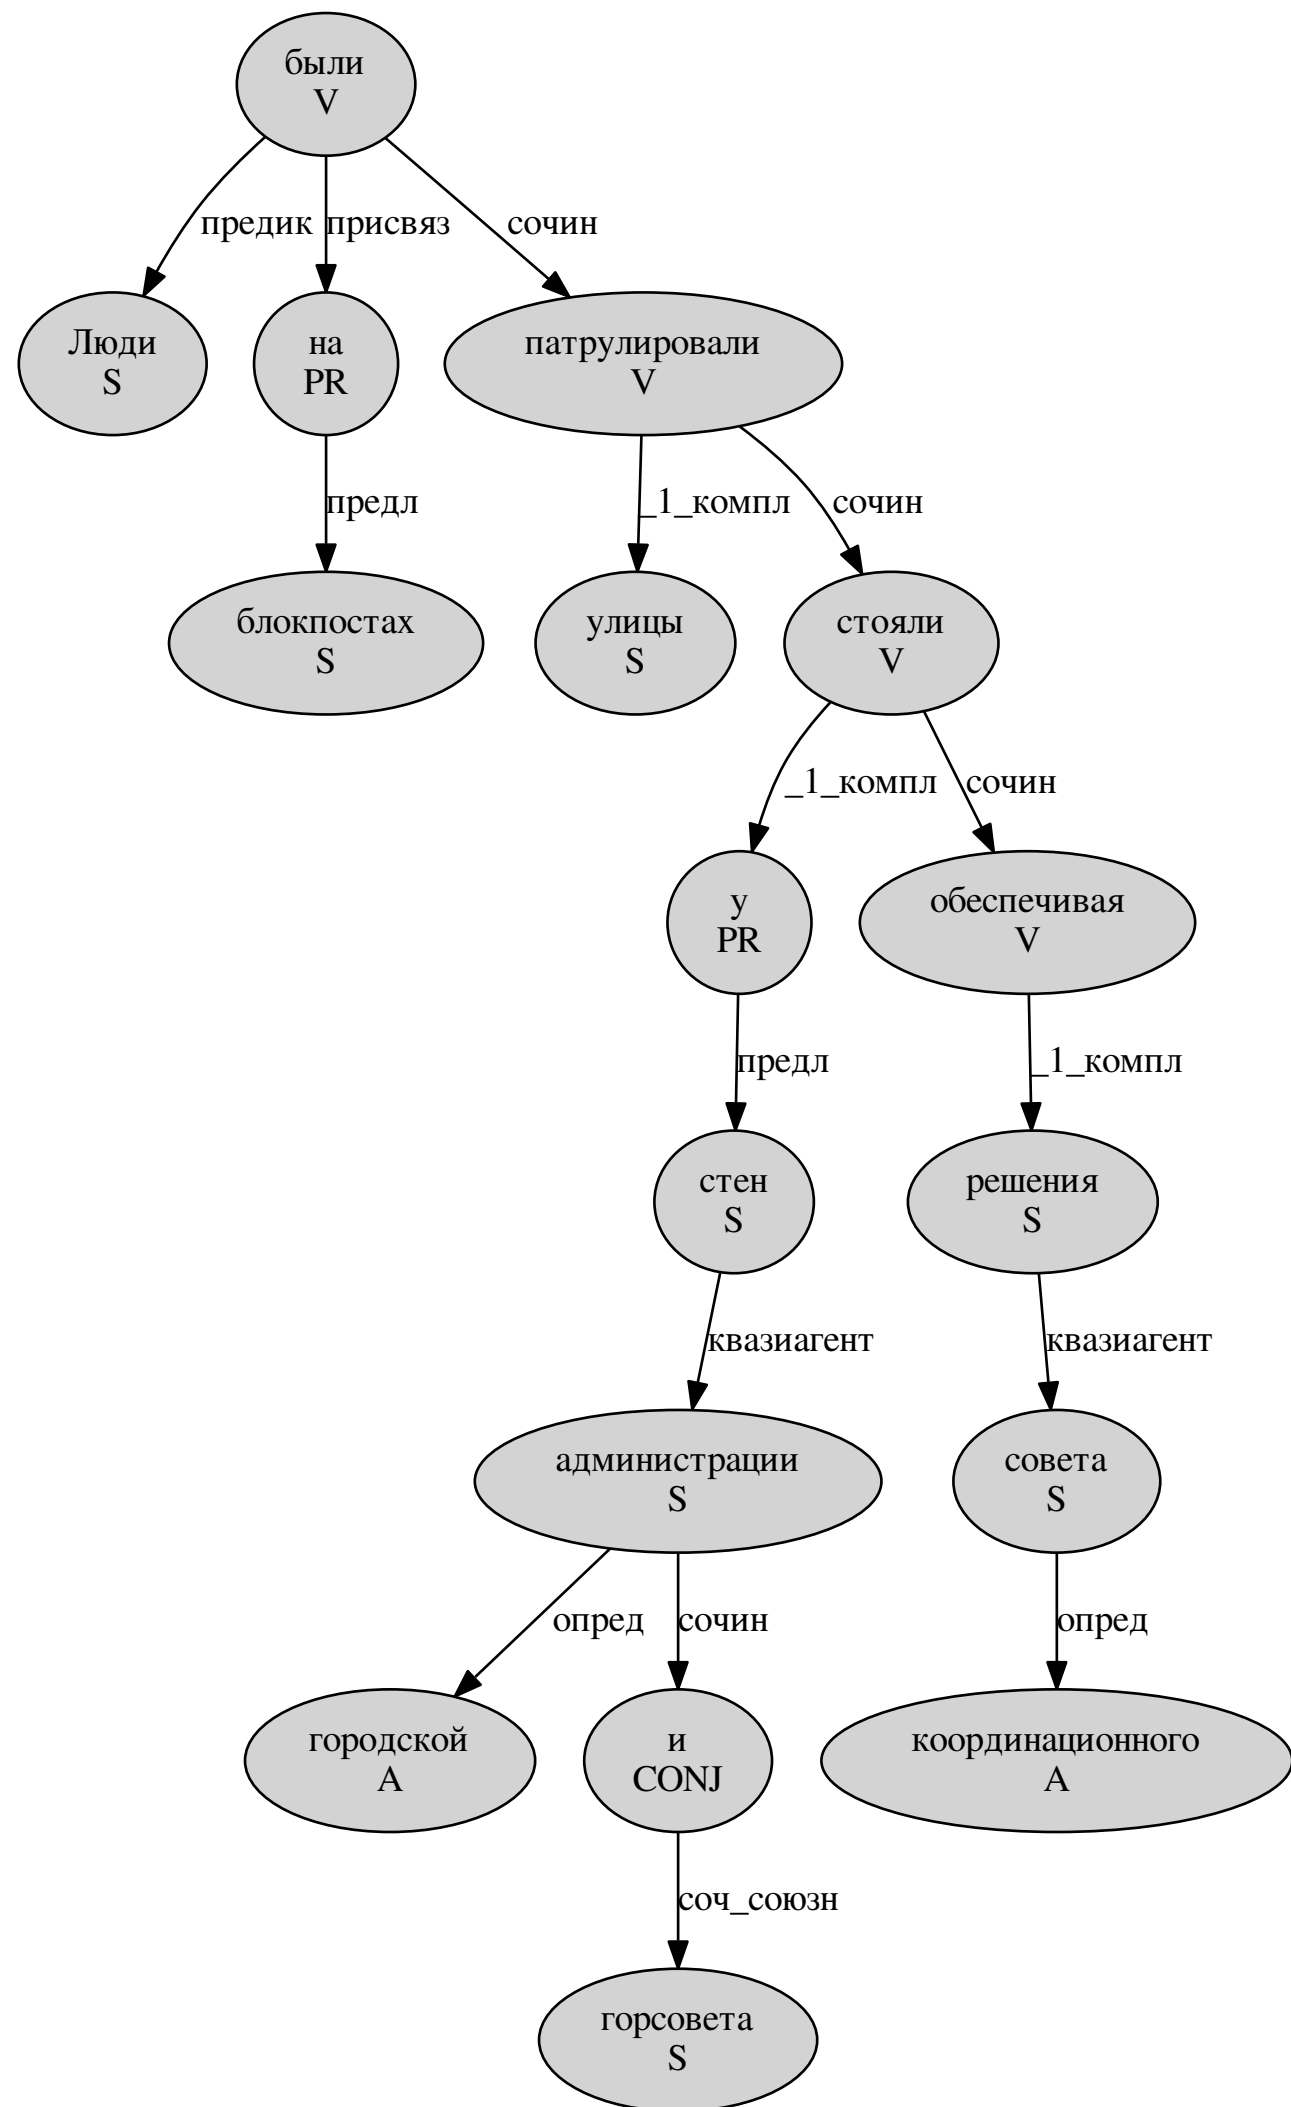 были
V
предик
присвяз
сочин
Люди
S
на
PR
патрулировали
V
предл
_1_компл
сочин
блокпостах
S
улицы
S
стояли
V
_1_компл
сочин
у
PR
обеспечивая
V
предл
_1_компл
стен
S
решения
S
квазиагент
квазиагент
администрации
S
совета
S
опред
сочин
опред
городской
A
и
CONJ
координационного
A
соч_союзн
горсовета
S